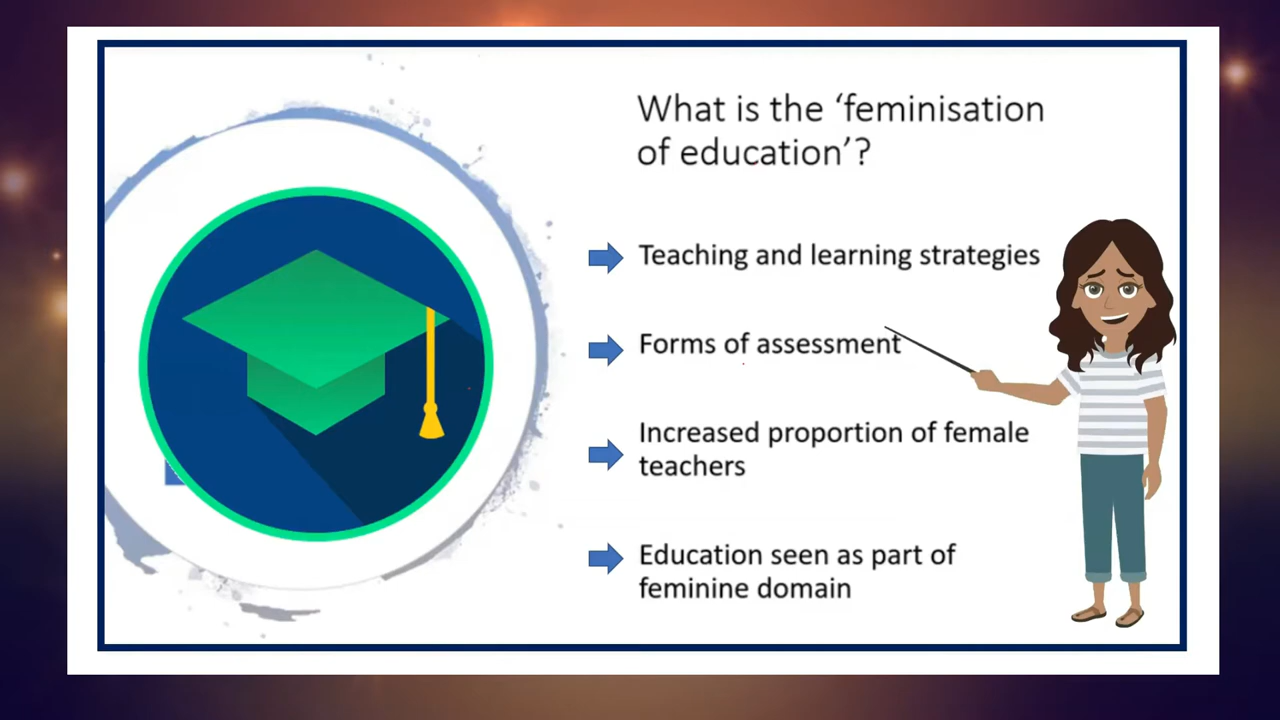 What is the ‘feminisation
of education’?
Teaching and learning strategies
Forms of assessment
Increased proportion of female
teachers
Education seen as part of
feminine domain